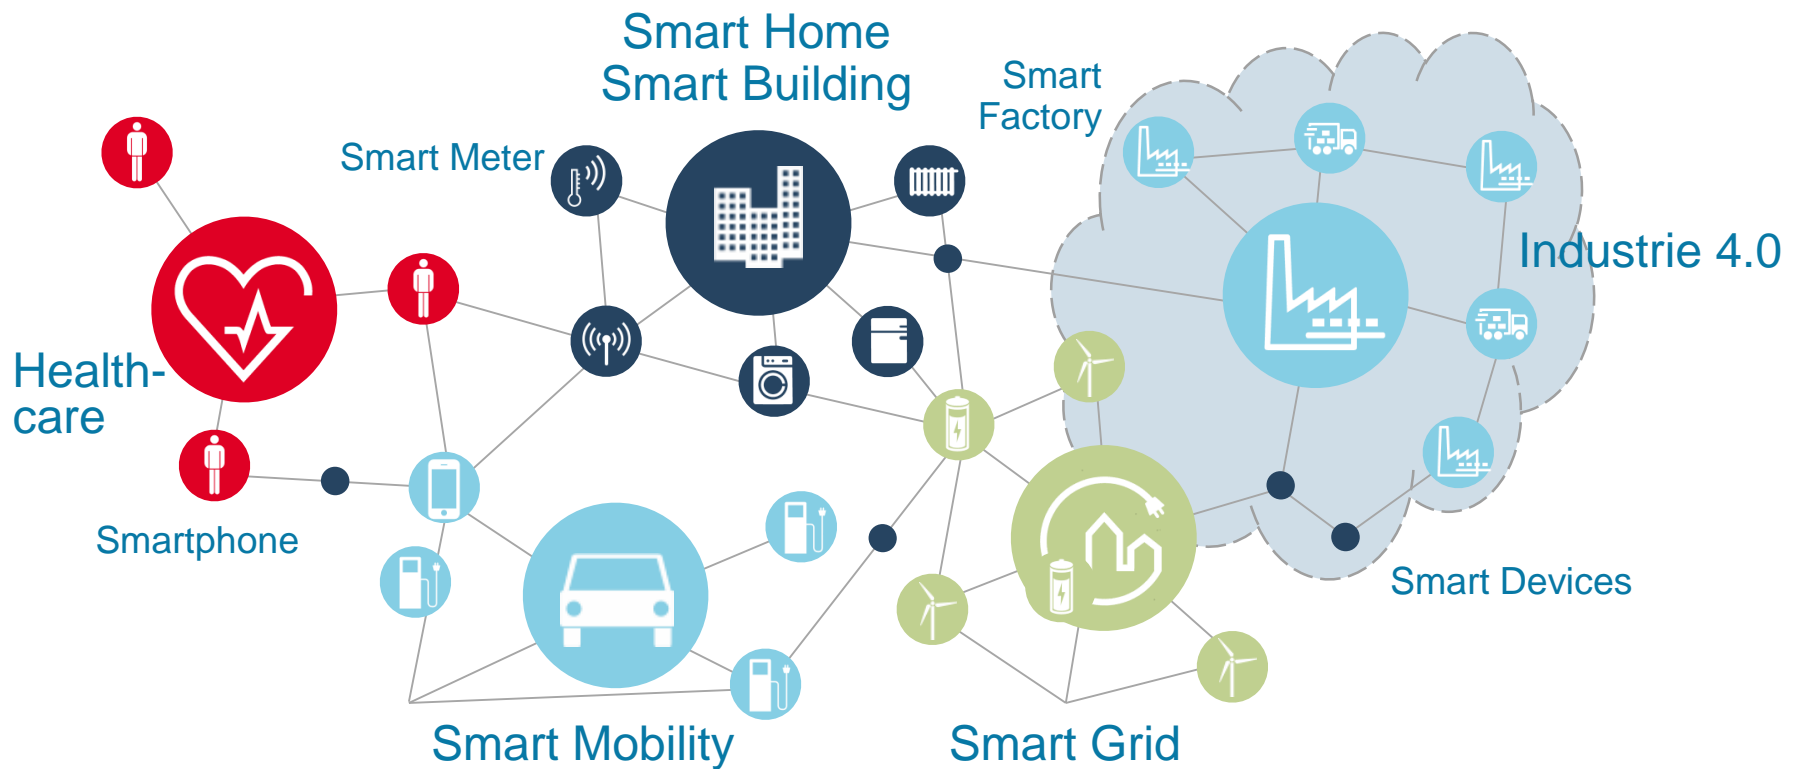 Smart Home
Smart Building
Smart
Factory
Smart Meter
Industrie 4.0
Health-
care
Smartphone
Smart Devices
Smart Mobility
Smart Grid